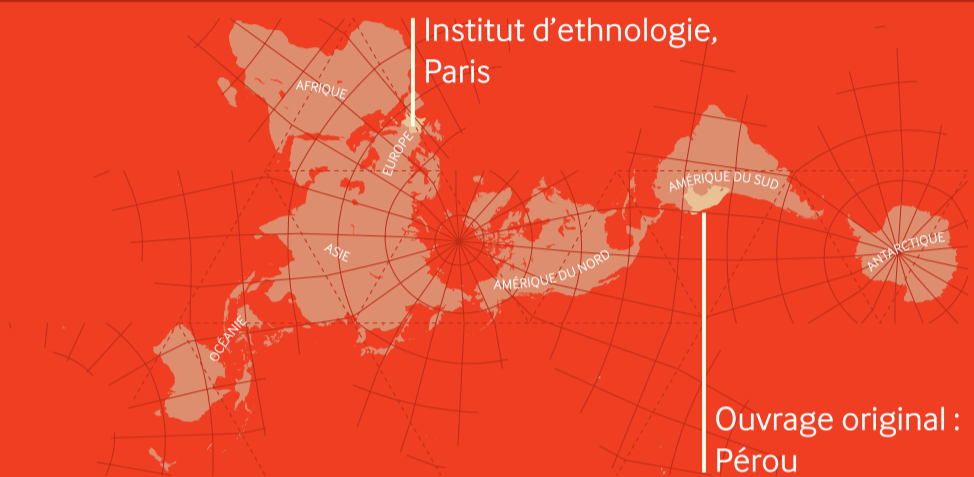 Institut d’ethnologie,
Paris
AFRIQUE
EUROPE
AMÉRIQUE DU SUD
ASIE
AMÉRIQUE DU NORD
ANTARCTIQUE
OCÉANIE
Ouvrage original :
Pérou